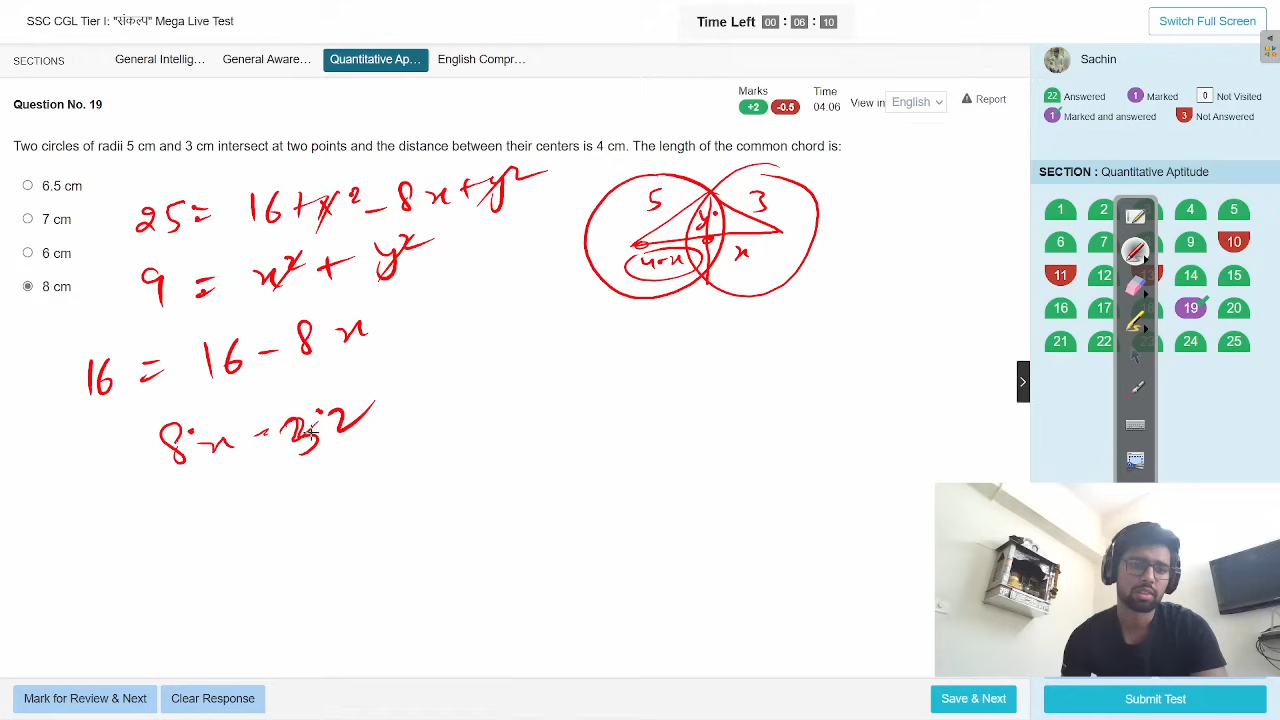 SSC CGL Tier I: "संकल्प" Mega Live Test
Time Left 00 : 06 : 10
Switch Full Screen
SECTIONS General Intellig... General Aware... Quantitative Ap... English Compr...
Sachin
Question No. 19
Marks
+2 -0.5
Time
04:06
View in English
Report
22 Answered 1 Marked 0 Not Visited
1 Marked and answered 3 Not Answered
Two circles of radii 5 cm and 3 cm intersect at two points and the distance between their centers is 4 cm. The length of the common chord is:
6.5 cm
7 cm
6 cm
8 cm
25 = 16 + x² - 8x + y²
9 = x² + y²
16 = 16 - 8x
8x
5 3
y
4-x x
SECTION : Quantitative Aptitude
1 2 4 5
6 7 9 10
11 12 13 14 15
16 17 18 19 20
21 22 23 24 25
Mark for Review & Next Clear Response Save & Next Submit Test